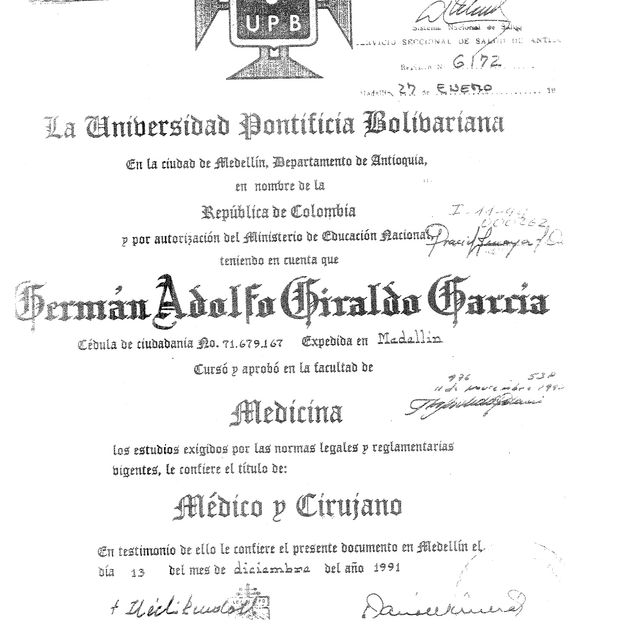 UPB
Sistema Nacional de Salud
SERVICIO SECCIONAL DE SALUD DE ANTIOQ
6172
Medellín, 27 de ENERO
La Universidad Pontificia Bolivariana
En la ciudad de Medellín, Departamento de Antioquia,
en nombre de la
República de Colombia
y por autorización del Ministerio de Educación Nacional,
teniendo en cuenta que
Germán Adolfo Giraldo García
Cédula de ciudadanía No. 71.679.167 Expedida en Medellín
Cursó y aprobó en la facultad de
976 53A
Medicina
los estudios exigidos por las normas legales y reglamentarias
vigentes, le confiere el título de:
Médico y Cirujano
En testimonio de ello le confiere el presente documento en Medellín el
día 13 del mes de diciembre del año 1991